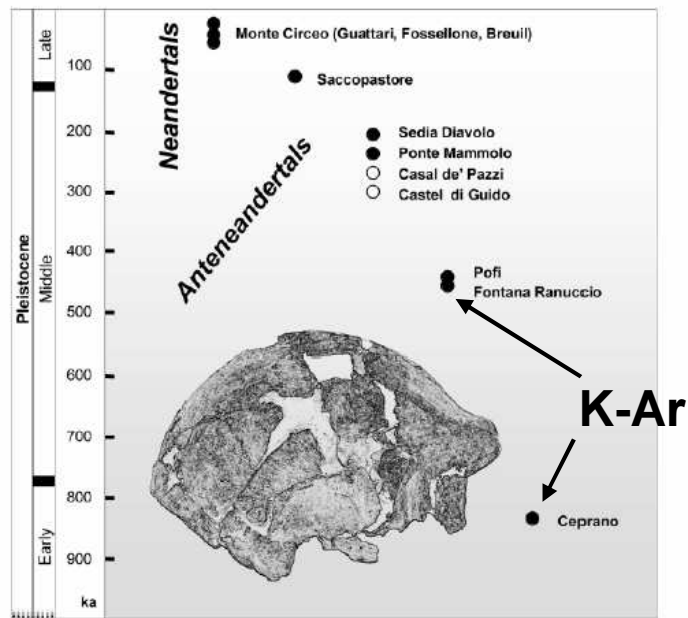 Pleistocene
Late
Middle
Early
100
200
300
400
500
600
700
800
900
ka
Neandertals
Anteneandertals
Monte Circeo (Guattari, Fossellone, Breuil)
Saccopastore
Sedia Diavolo
Ponte Mammolo
Casal de' Pazzi
Castel di Guido
Pofi
Fontana Ranuccio
K-Ar
Ceprano